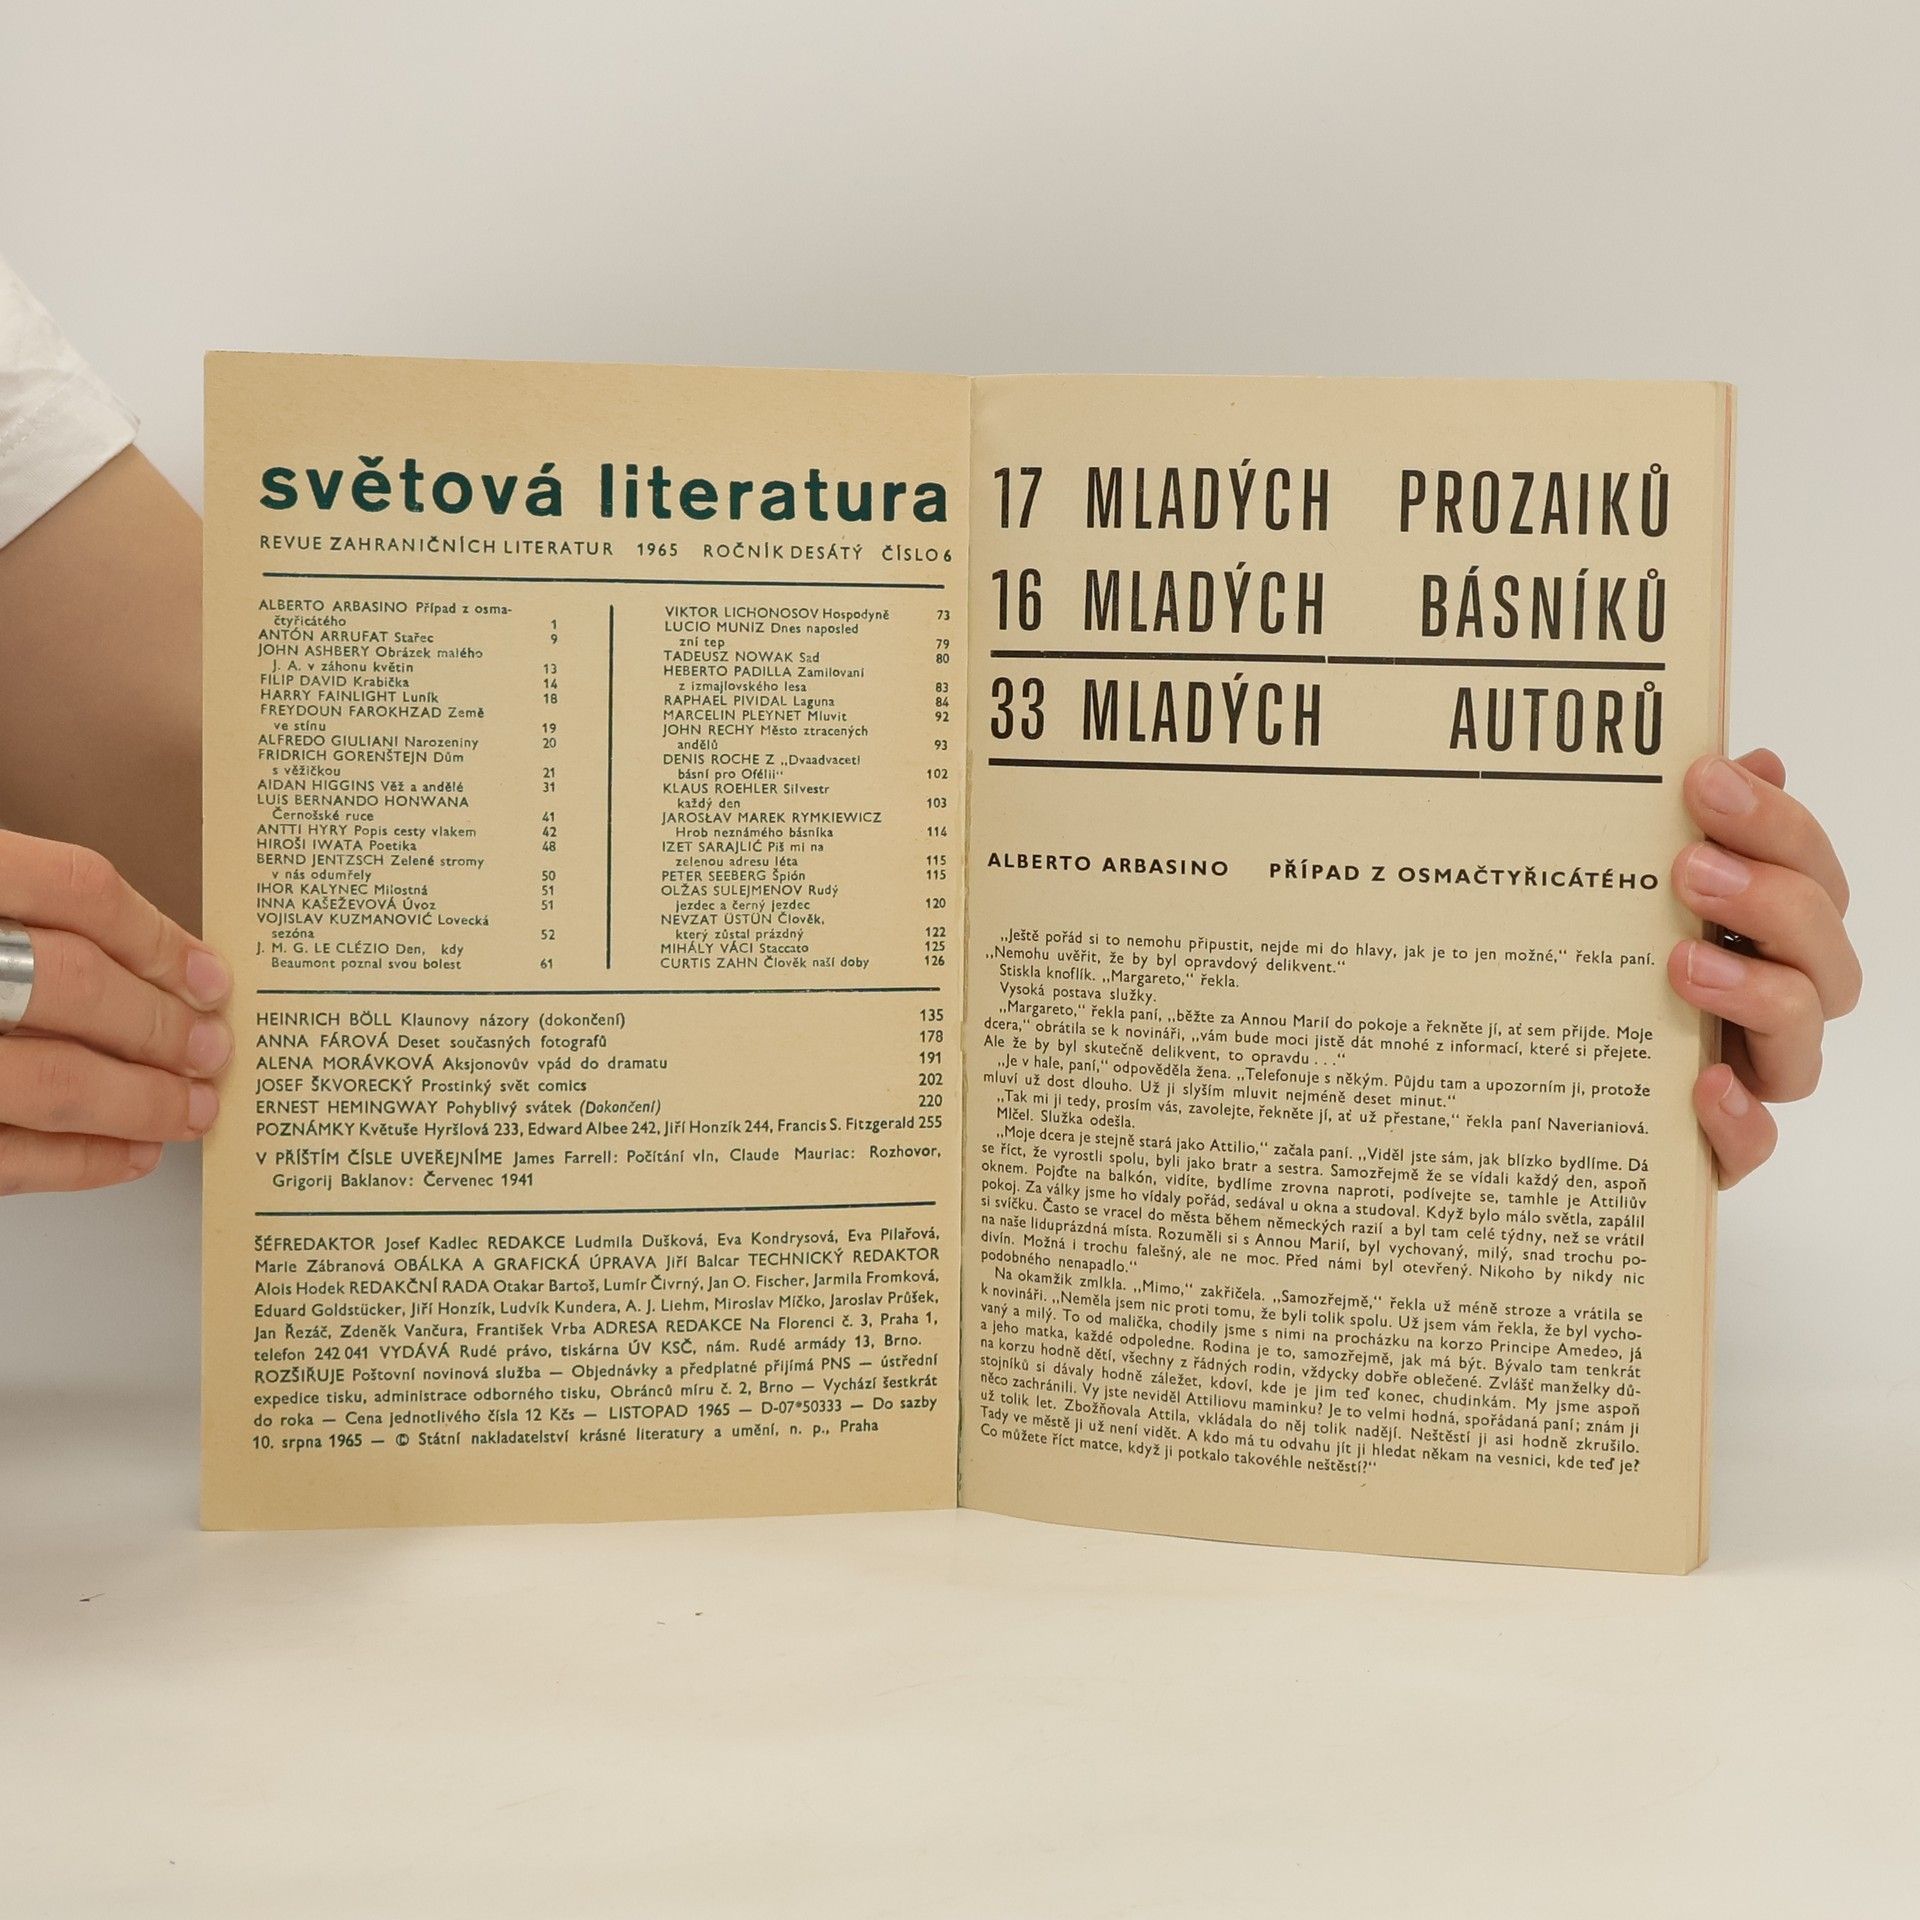 světová literatura
REVUE ZAHRANIČNÍCH LITERATUR 1965 ROČNÍK DESÁTÝ ČÍSLO 6
ALBERTO ARBASINO Případ z osma-
čtyřicátého 1
ANTÓN ARRUFAT Stařec 9
JOHN ASHBERY Obrázek malého
J. A. v záhonu květin 13
FILIP DAVID Krabička 14
HARRY FAINLIGHT Luník 18
FREYDOUN FAROKHZAD Země
ve stínu 19
ALFREDO GIULIANI Narozeniny 20
FRIDRICH GORENŠTEJN Dům
s věžičkou 21
AIDAN HIGGINS Věž a andělé 31
LUIS BERNANDO HONWANA
Černošské ruce 41
ANTTI HYRY Popis cesty vlakem 42
HIROŠI IWATA Poetika 48
BERND JENTZSCH Zelené stromy
v nás odumřely 50
IHOR KALYNEC Milostná 51
INNA KAŠEŽEVOVÁ Úvoz 51
VOJISLAV KUZMANOVIĆ Lovecká
sezóna 52
J. M. G. LE CLÉZIO Den, kdy
Beaumont poznal svou bolest 61
VIKTOR LICHONOSOV Hospodyně 73
LUCIO MUNIZ Dnes naposled
zní tep 79
TADEUSZ NOWAK Sad 80
HEBERTO PADILLA Zamilovaní
z izmajlovského lesa 83
RAPHAEL PIVIDAL Laguna 84
MARCELIN PLEYNET Mluvit 92
JOHN RECHY Město ztracených
andělů 93
DENIS ROCHE Z „Dvaadvaceti
básní pro Ofélii“ 102
KLAUS ROEHLER Silvestr
každý den 103
JAROSŁAV MAREK RYMKIEWICZ
Hrob neznámého básníka 114
IZET SARAJLIĆ Piš mi na
zelenou adresu léta 115
PETER SEEBERG Špión 115
OLŽAS SULEJMENOV Rudý
jezdec a černý jezdec 120
NEVZAT ÜSTÜN Člověk,
který zůstal prázdný 122
MIHÁLY VÁCI Staccato 125
CURTIS ZAHN Člověk naší doby 126
HEINRICH BÖLL Klaunovy názory (dokončení) 135
ANNA FÁROVÁ Deset současných fotografů 178
ALENA MORÁVKOVÁ Aksjonovův vpád do dramatu 191
JOSEF ŠKVORECKÝ Prostinký svět comics 202
ERNEST HEMINGWAY Pohyblivý svátek (Dokončení) 220
POZNÁMKY Květuše Hyršlová 233, Edward Albee 242, Jiří Honzík 244, Francis S. Fitzgerald 255
V PŘÍŠTÍM ČÍSLE UVEŘEJNÍME James Farrell: Počítání vln, Claude Mauriac: Rozhovor,
Grigorij Baklanov: Červenec 1941
ŠÉFREDAKTOR Josef Kadlec REDAKCE Ludmila Dušková, Eva Kondrysová, Eva Pilařová,
Marie Zábranová OBÁLKA A GRAFICKÁ ÚPRAVA Jiří Balcar TECHNICKÝ REDAKTOR
Alois Hodek REDAKČNÍ RADA Otakar Bartoš, Lumír Čivrný, Jan O. Fischer, Jarmila Fromková,
Eduard Goldstücker, Jiří Honzík, Ludvík Kundera, A. J. Liehm, Miroslav Míčko, Jaroslav Průšek,
Jan Řezáč, Zdeněk Vančura, František Vrba ADRESA REDAKCE Na Florenci č. 3, Praha 1,
telefon 242 041 VYDÁVÁ Rudé právo, tiskárna ÚV KSČ, nám. Rudé armády 13, Brno.
ROZŠIŘUJE Poštovní novinová služba — Objednávky a předplatné přijímá PNS — ústřední
expedice tisku, administrace odborného tisku, Obránců míru č. 2, Brno — Vychází šestkrát
do roka — Cena jednotlivého čísla 12 Kčs — LISTOPAD 1965 — D-07*50333 — Do sazby
10. srpna 1965 — © Státní nakladatelství krásné literatury a umění, n. p., Praha
17 MLADÝCH PROZAIKŮ
16 MLADÝCH BÁSNÍKŮ
33 MLADÝCH AUTORŮ
ALBERTO ARBASINO PŘÍPAD Z OSMAČTYŘICÁTÉHO
„Ještě pořád si to nemohu připustit, nejde mi do hlavy, jak je to jen možné,“ řekla paní.
„Nemohu uvěřit, že by byl opravdový delikvent.“
Stiskla knoflík. „Margareto,“ řekla.
Vysoká postava služky.
„Margareto,“ řekla paní, „běžte za Annou Marií do pokoje a řekněte jí, ať sem přijde. Moje
dcera,“ obrátila se k novináři, „vám bude moci jistě dát mnohé z informací, které si přejete.
Ale že by byl skutečně delikvent, to opravdu . . .“
„Je v hale, paní,“ odpověděla žena. „Telefonuje s někým. Půjdu tam a upozorním ji, protože
mluví už dost dlouho. Už ji slyším mluvit nejméně deset minut.“
„Tak mi ji tedy, prosím vás, zavolejte, řekněte jí, ať už přestane,“ řekla paní Naverianiová.
Mlčel. Služka odešla.
„Moje dcera je stejně stará jako Attilio,“ začala paní. „Viděl jste sám, jak blízko bydlíme. Dá
se říct, že vyrostli spolu, byli jako bratr a sestra. Samozřejmě že se vídali každý den, aspoň
oknem. Pojďte na balkón, vidíte, bydlíme zrovna naproti, podívejte se, tamhle je Attiliův
pokoj. Za války jsme ho vídaly pořád, sedával u okna a studoval. Když bylo málo světla, zapálil
si svíčku. Často se vracel do města během německých razií a byl tam celé týdny, než se vrátil
na naše liduprázdná místa. Rozuměli si s Annou Marií, byl vychovaný, milý, snad trochu po-
divín. Možná i trochu falešný, ale ne moc. Před námi byl otevřený. Nikoho by nikdy nic
podobného nenapadlo.“
Na okamžik zmlkla. „Mimo,“ zakřičela. „Samozřejmě,“ řekla už méně stroze a vrátila se
k novináři. „Neměla jsem nic proti tomu, že byli tolik spolu. Už jsem vám řekla, že byl vycho-
vaný a milý. To od malička, chodily jsme s nimi na procházku na korzo Principe Amedeo, já
a jeho matka, každé odpoledne. Rodina je to, samozřejmě, jak má být. Bývalo tam tenkrát
na korzu hodně dětí, všechny z řádných rodin, vždycky dobře oblečené. Zvlášť manželky dů-
stojníků si dávaly hodně záležet, kdoví, kde je jim teď konec, chudinkám. My jsme aspoň
něco zachránili. Vy jste neviděl Attiliovu maminku? Je to velmi hodná, spořádaná paní; znám ji
už tolik let. Zbožňovala Attila, vkládala do něj tolik nadějí. Neštěstí ji asi hodně zkrušilo.
Tady ve městě ji už není vidět. A kdo má tu odvahu jít ji hledat někam na vesnici, kde teď je?
Co můžete říct matce, když ji potkalo takovéhle neštěstí?“